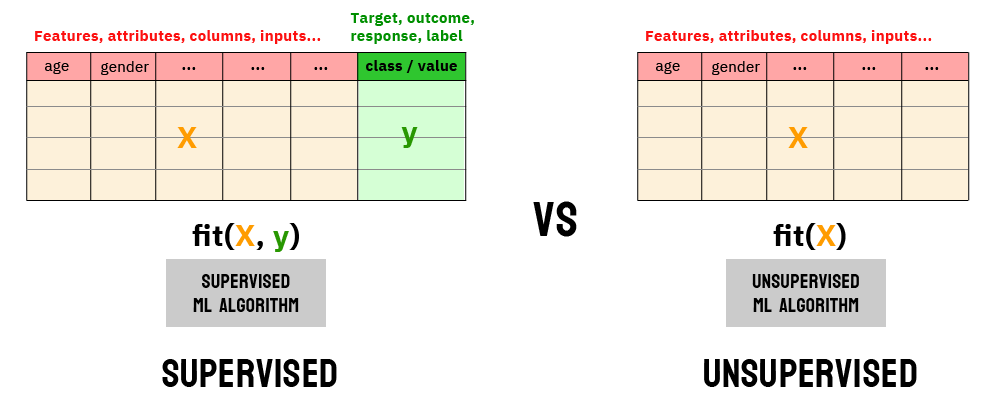 Target, outcome,
response, label
Features, attributes, columns, inputs...
age gender ... ... ... class / value
X y
fit(X, y)
SUPERVISED
ML ALGORITHM
SUPERVISED
VS
Features, attributes, columns, inputs...
age gender ... ... ...
X
fit(X)
UNSUPERVISED
ML ALGORITHM
UNSUPERVISED